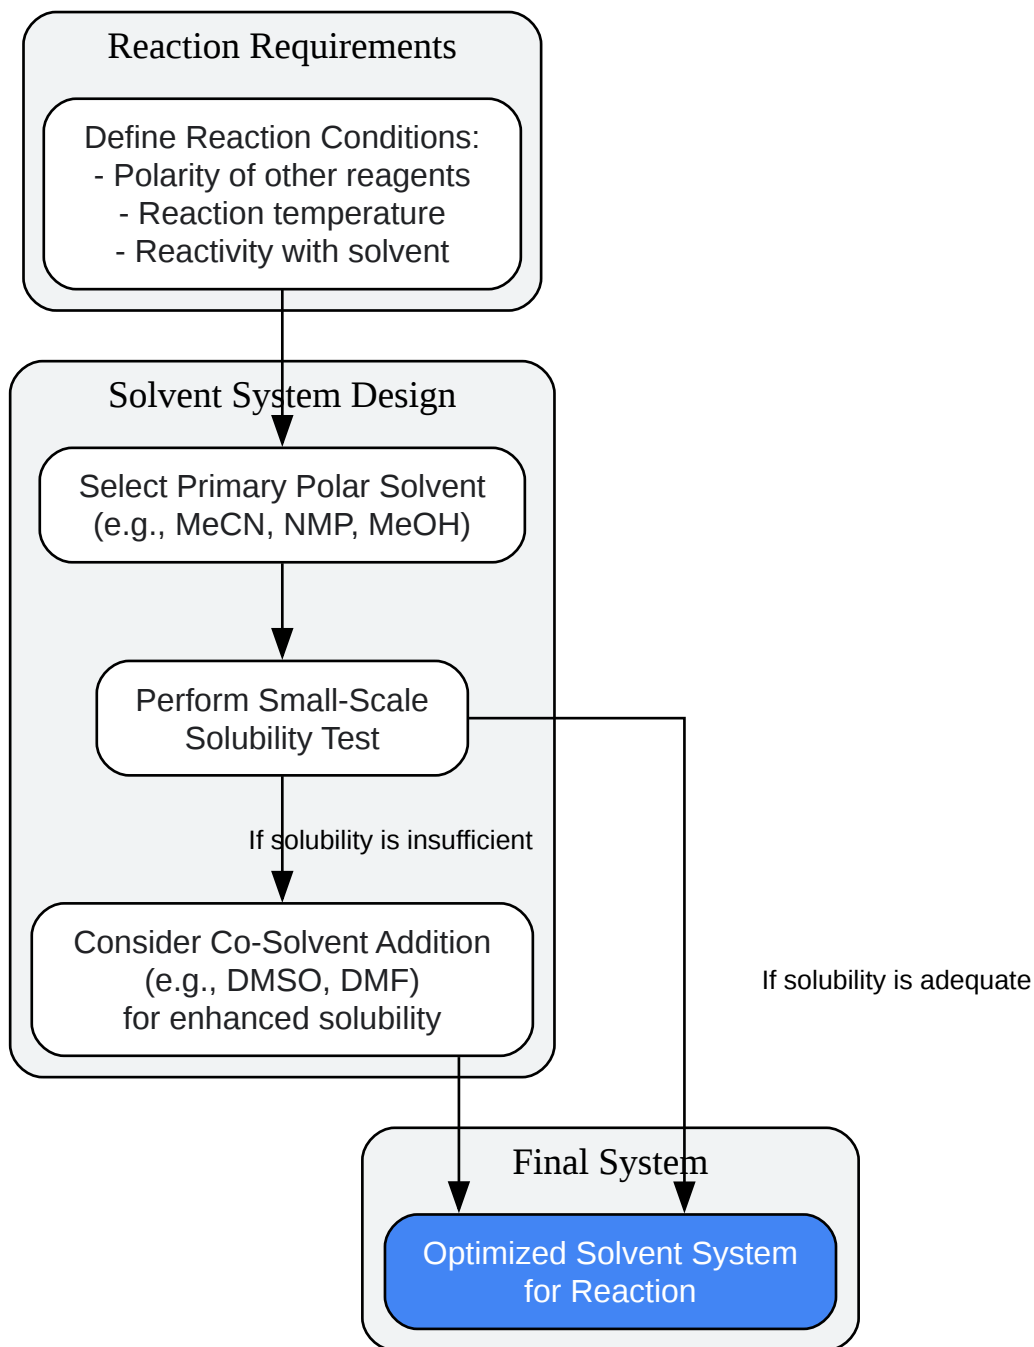 Reaction Requirements
Define Reaction Conditions:
- Polarity of other reagents
- Reaction temperature
- Reactivity with solvent
Solvent System Design
Select Primary Polar Solvent
(e.g., MeCN, NMP, MeOH)
Perform Small-Scale
Solubility Test
If solubility is insufficient
Consider Co-Solvent Addition
(e.g., DMSO, DMF)
for enhanced solubility
If solubility is adequate
Final System
Optimized Solvent System
for Reaction